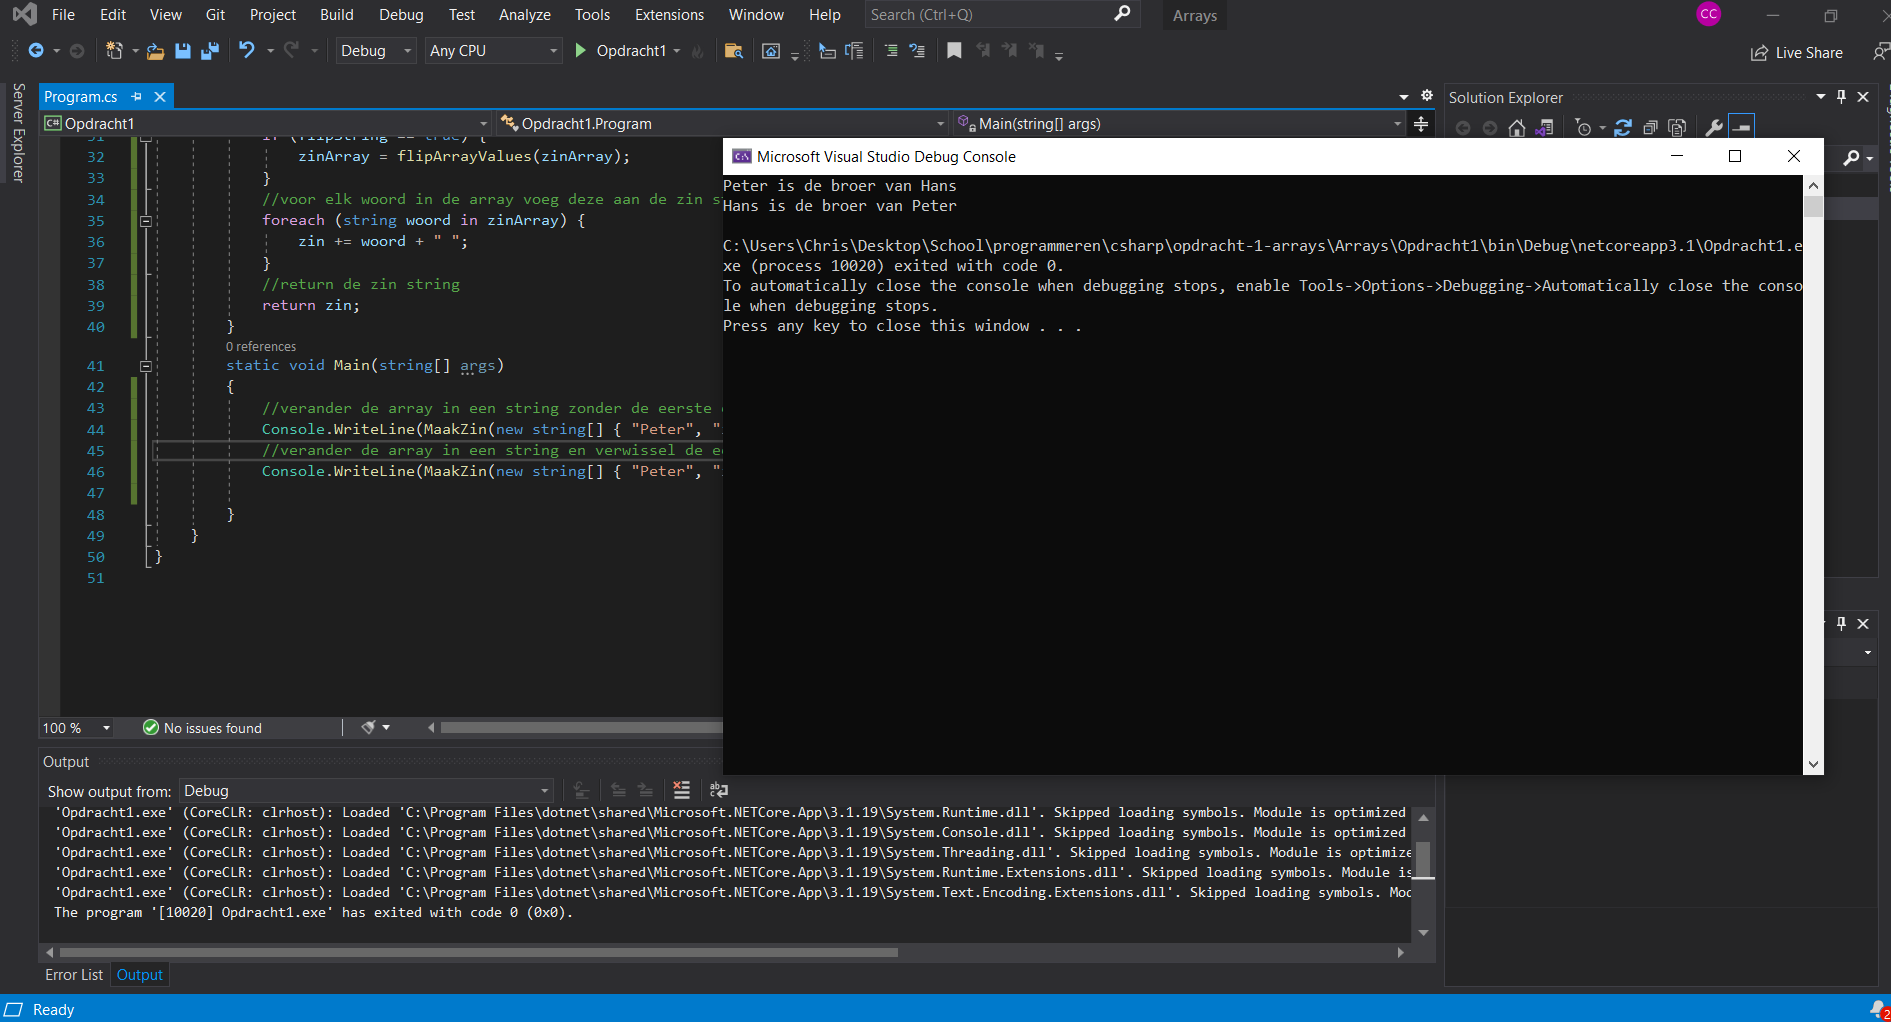 File Edit View Git Project Build Debug Test Analyze Tools Extensions Window Help Search (Ctrl+Q) Arrays CC
Debug Any CPU Opdracht1 Live Share
Server Explorer
Program.cs
Opdracht1 Opdracht1.Program Main(string[] args)
31 if (flipString == true) {
32 zinArray = flipArrayValues(zinArray);
33 }
34 //voor elk woord in de array voeg deze aan de zin s
35 foreach (string woord in zinArray) {
36 zin += woord + " ";
37 }
38 //return de zin string
39 return zin;
40 }
0 references
41 static void Main(string[] args)
42 {
43 //verander de array in een string zonder de eerste
44 Console.WriteLine(MaakZin(new string[] { "Peter", "
45 //verander de array in een string en verwissel de e
46 Console.WriteLine(MaakZin(new string[] { "Peter", "
47
48 }
49 }
50 }
51
100 % No issues found
Solution Explorer
Microsoft Visual Studio Debug Console
Peter is de broer van Hans
Hans is de broer van Peter
C:\Users\Chris\Desktop\School\programmeren\csharp\opdracht-1-arrays\Arrays\Opdracht1\bin\Debug\netcoreapp3.1\Opdracht1.e
xe (process 10020) exited with code 0.
To automatically close the console when debugging stops, enable Tools->Options->Debugging->Automatically close the conso
le when debugging stops.
Press any key to close this window . . .
Output
Show output from: Debug
'Opdracht1.exe' (CoreCLR: clrhost): Loaded 'C:\Program Files\dotnet\shared\Microsoft.NETCore.App\3.1.19\System.Runtime.dll'. Skipped loading symbols. Module is optimized
'Opdracht1.exe' (CoreCLR: clrhost): Loaded 'C:\Program Files\dotnet\shared\Microsoft.NETCore.App\3.1.19\System.Console.dll'. Skipped loading symbols. Module is optimized
'Opdracht1.exe' (CoreCLR: clrhost): Loaded 'C:\Program Files\dotnet\shared\Microsoft.NETCore.App\3.1.19\System.Threading.dll'. Skipped loading symbols. Module is optimize
'Opdracht1.exe' (CoreCLR: clrhost): Loaded 'C:\Program Files\dotnet\shared\Microsoft.NETCore.App\3.1.19\System.Runtime.Extensions.dll'. Skipped loading symbols. Module is
'Opdracht1.exe' (CoreCLR: clrhost): Loaded 'C:\Program Files\dotnet\shared\Microsoft.NETCore.App\3.1.19\System.Text.Encoding.Extensions.dll'. Skipped loading symbols. Mod
The program '[10020] Opdracht1.exe' has exited with code 0 (0x0).
Error List Output
Ready 2